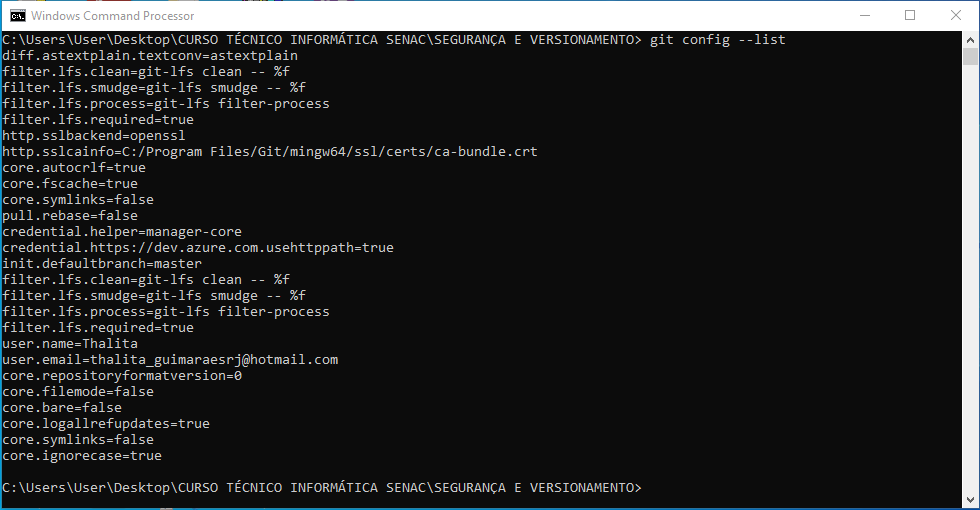 Windows Command Processor
C:\Users\User\Desktop\CURSO TÉCNICO INFORMÁTICA SENAC\SEGURANÇA E VERSIONAMENTO> git config --list
diff.astextplain.textconv=astextplain
filter.lfs.clean=git-lfs clean -- %f
filter.lfs.smudge=git-lfs smudge -- %f
filter.lfs.process=git-lfs filter-process
filter.lfs.required=true
http.sslbackend=openssl
http.sslcainfo=C:/Program Files/Git/mingw64/ssl/certs/ca-bundle.crt
core.autocrlf=true
core.fscache=true
core.symlinks=false
pull.rebase=false
credential.helper=manager-core
credential.https://dev.azure.com.usehttppath=true
init.defaultbranch=master
filter.lfs.clean=git-lfs clean -- %f
filter.lfs.smudge=git-lfs smudge -- %f
filter.lfs.process=git-lfs filter-process
filter.lfs.required=true
user.name=Thalita
user.email=thalita_guimaraesrj@hotmail.com
core.repositoryformatversion=0
core.filemode=false
core.bare=false
core.logallrefupdates=true
core.symlinks=false
core.ignorecase=true
C:\Users\User\Desktop\CURSO TÉCNICO INFORMÁTICA SENAC\SEGURANÇA E VERSIONAMENTO>